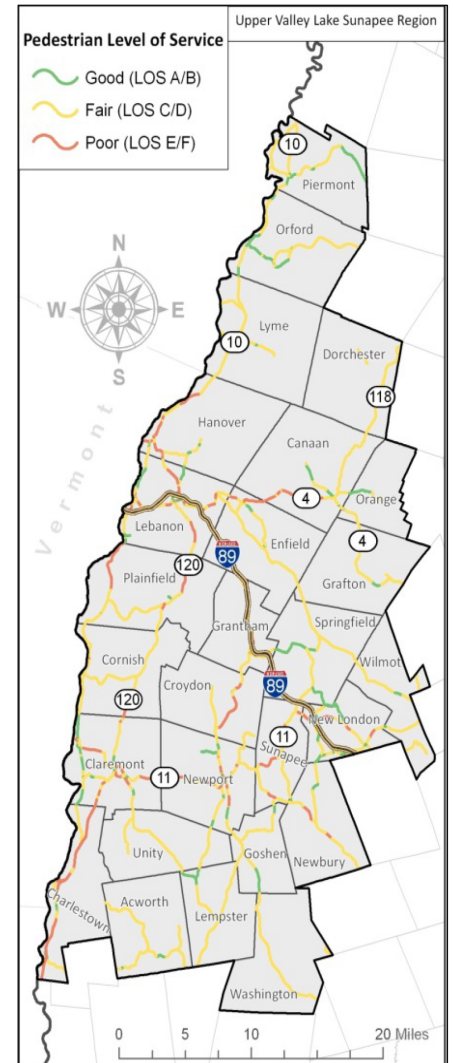 Upper Valley Lake Sunapee Region
Pedestrian Level of Service
Good (LOS A/B)
Fair (LOS C/D)
Poor (LOS E/F)
10
Piermont
Orford
N
W
E
S
Lyme
10
Dorchester
118
Vermont
Hanover
Canaan
4
Orange
Lebanon
89
Enfield
4
120
Plainfield
Grafton
Grantham
Springfield
Cornish
Croydon
Wilmot
89
120
New London
11
Sunapee
Claremont
11
Newport
Unity
Goshen
Newbury
Charlestown
Acworth
Lempster
Washington
0 5 10 20 Miles